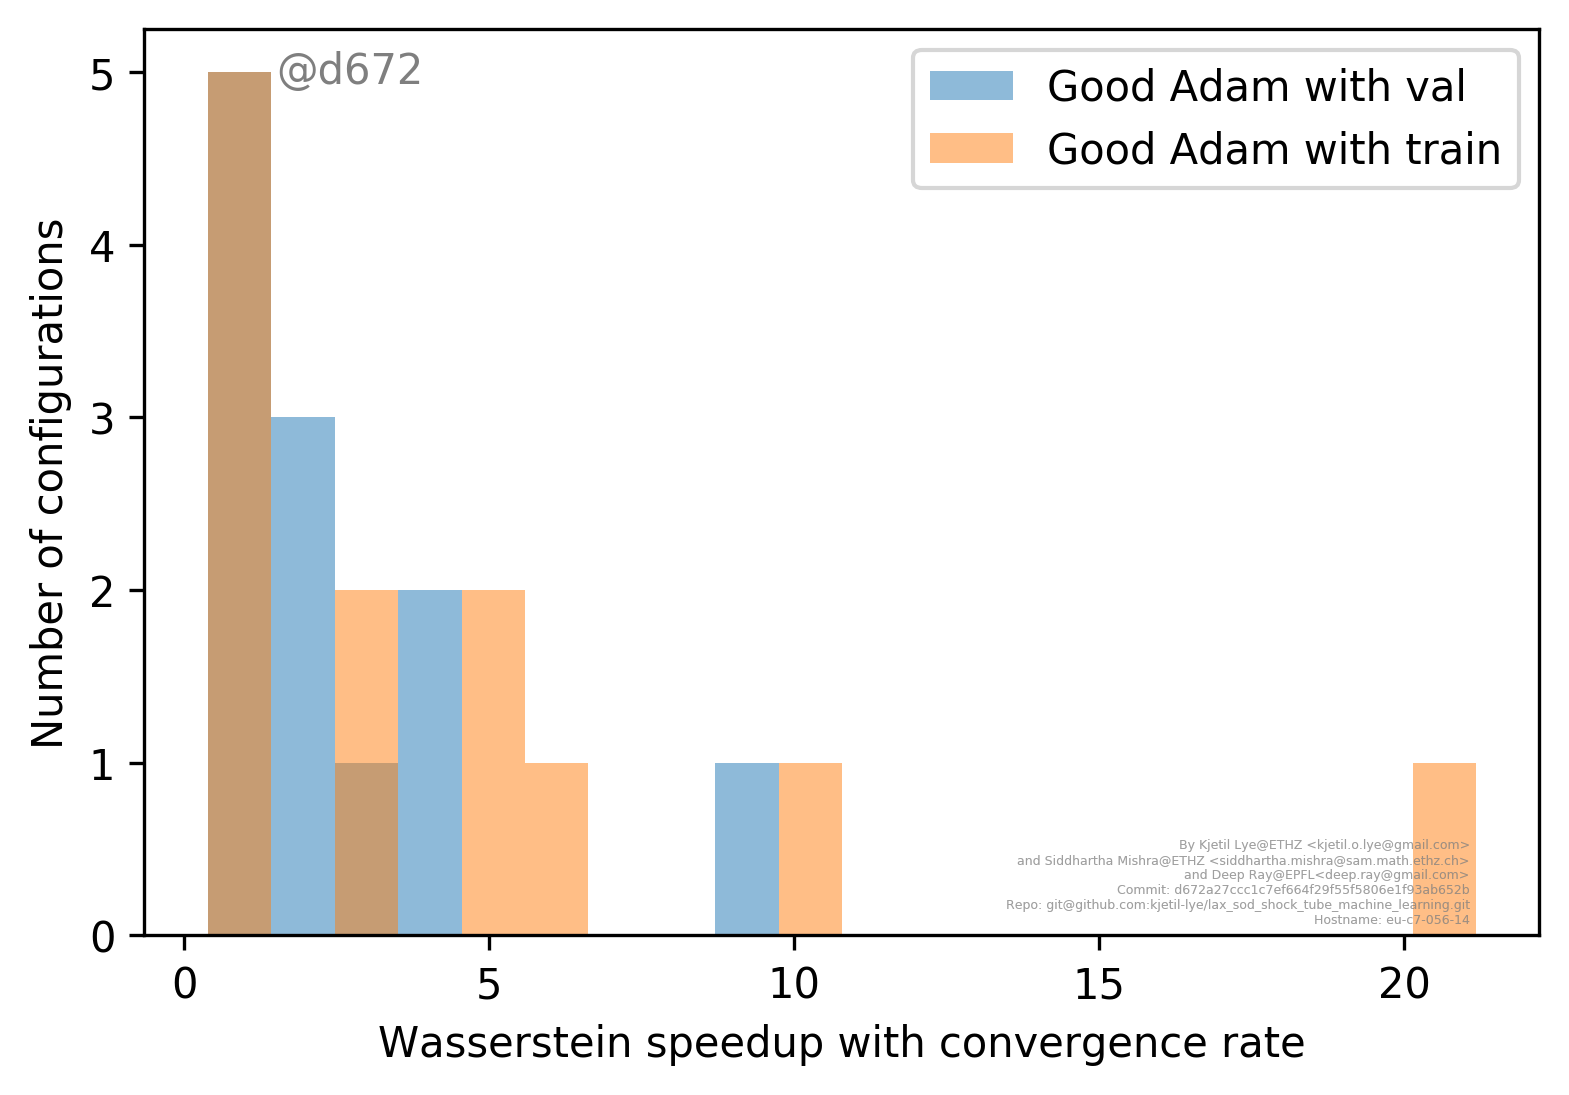 @d672
Good Adam with val
Good Adam with train
Number of configurations
5
4
3
2
1
0
0 5 10 15 20
Wasserstein speedup with convergence rate
By Kjetil Lye@ETHZ <kjetil.o.lye@gmail.com>
and Siddhartha Mishra@ETHZ <siddhartha.mishra@sam.math.ethz.ch>
and Deep Ray@EPFL<deep.ray@gmail.com>
Commit: d672a27ccc1c7ef664f29f55f5806e1f93ab652b
Repo: git@github.com:kjetil-lye/lax_sod_shock_tube_machine_learning.git
Hostname: eu-c7-056-14